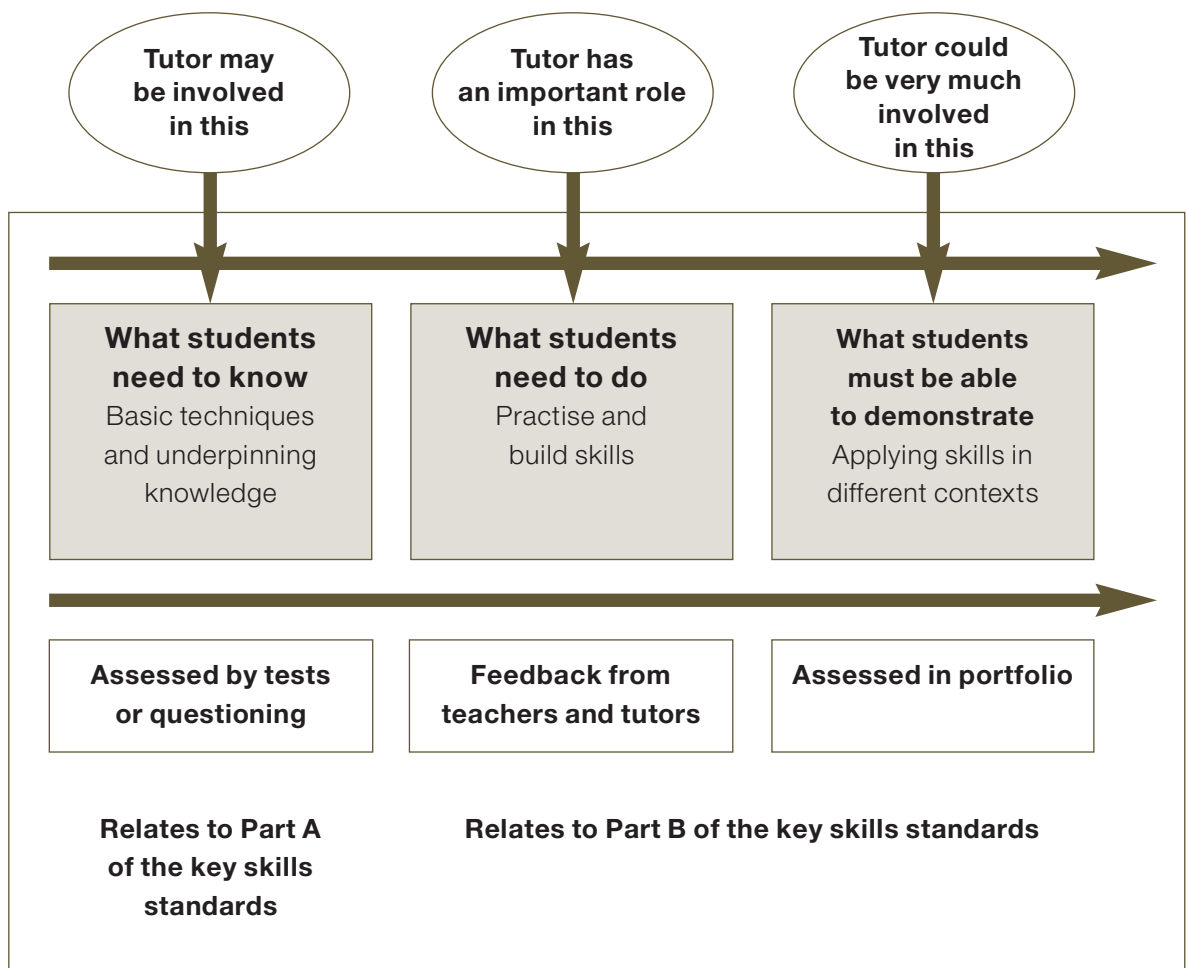 Tutor may
be involved
in this
Tutor has
an important role
in this
Tutor could
be very much
involved
in this
What students
need to know
Basic techniques
and underpinning
knowledge
What students
need to do
Practise and
build skills
What students
must be able
to demonstrate
Applying skills in
different contexts
Assessed by tests
or questioning
Feedback from
teachers and tutors
Assessed in portfolio
Relates to Part A
of the key skills
standards
Relates to Part B of the key skills standards